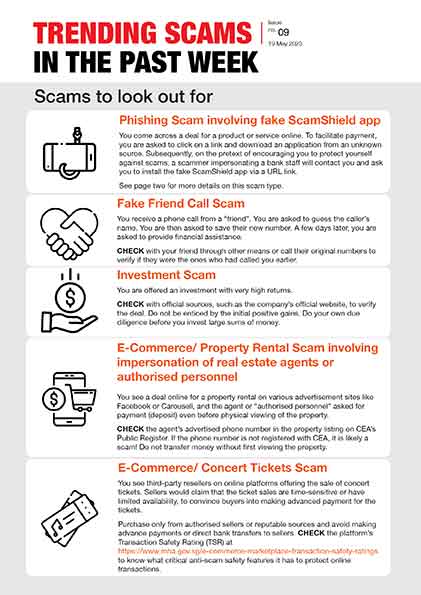 TRENDING SCAMS
IN THE PAST WEEK
Issue
no. 09
19 May 2023
Scams to look out for
Phishing Scam involving fake ScamShield app
You come across a deal for a product or service online. To facilitate payment,
you are asked to click on a link and download an application from an unknown
source. Subsequently, on the pretext of encouraging you to protect yourself
against scams, a scammer impersonating a bank staff will contact you and ask
you to install the fake ScamShield app via a URL link.
See page two for more details on this scam type.
Fake Friend Call Scam
You receive a phone call from a "friend". You are asked to guess the caller's
name. You are then asked to save their new number. A few days later, you are
asked to provide financial assistance.
CHECK with your friend through other means or call their original numbers to
verify if they were the ones who had called you earlier.
Investment Scam
You are offered an investment with very high returns.
CHECK with official sources, such as the company's official website, to verify
the deal. Do not be enticed by the initial positive gains. Do your own due
diligence before you invest large sums of money.
E-Commerce/ Property Rental Scam involving
impersonation of real estate agents or
authorised personnel
You see a deal online for a property rental on various advertisement sites like
Facebook or Carousell, and the agent or "authorised personnel" asked for
payment (deposit) even before physical viewing of the property.
CHECK the agent's advertised phone number in the property listing on CEA's
Public Register. If the phone number is not registered with CEA, it is likely a
scam! Do not transfer money without first viewing the property.
E-Commerce/ Concert Tickets Scam
You see third-party resellers on online platforms offering the sale of concert
tickets. Sellers would claim that the ticket sales are time-sensitive or have
limited availability, to convince buyers into making advanced payment for the
tickets.
Purchase only from authorised sellers or reputable sources and avoid making
advance payments or direct bank transfers to sellers. CHECK the platform's
Transaction Safety Rating (TSR) at
https://www.mha.gov.sg/e-commerce-marketplace-transaction-safety-ratings
to know what critical anti-scam safety features it has to protect online
transactions.